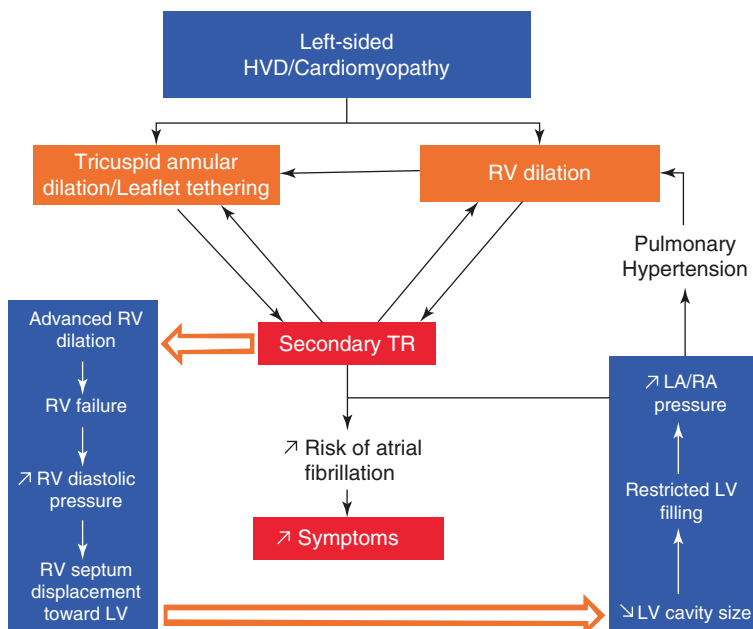 Left-sided
HVD/Cardiomyopathy
Tricuspid annular
dilation/Leaflet tethering
RV dilation
Pulmonary
Hypertension
Secondary TR
Advanced RV
dilation
RV failure
↗ RV diastolic
pressure
RV septum
displacement
toward LV
↗ Risk of atrial
fibrillation
↗ Symptoms
↗ LA/RA
pressure
Restricted LV
filling
↘ LV cavity size